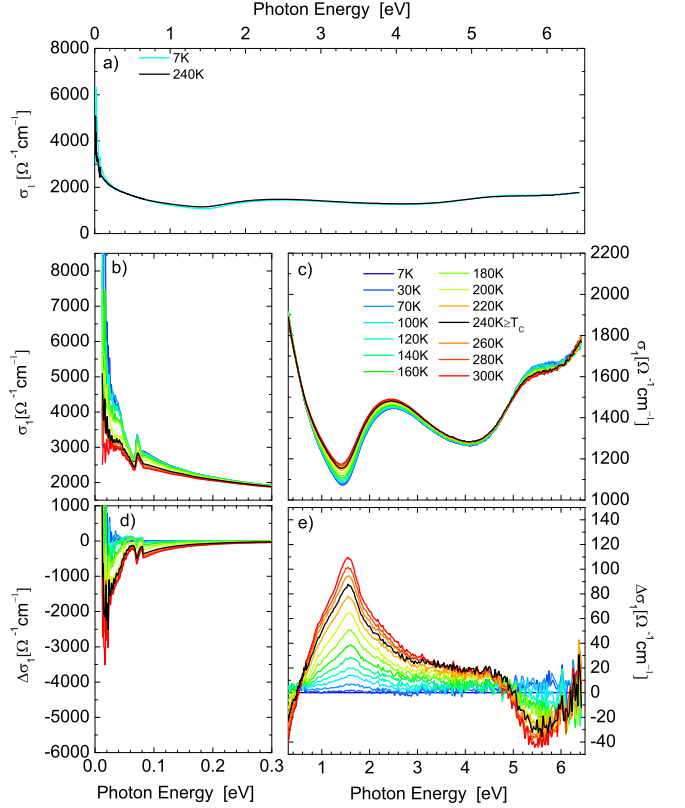 Photon Energy [eV]
0 1 2 3 4 5 6
8000
6000
4000
2000
0
σ₁ [Ω⁻¹cm⁻¹]
a)
7K
240K
8000
7000
6000
5000
4000
3000
2000
σ₁[Ω⁻¹cm⁻¹]
b)
c)
7K
30K
70K
100K
120K
140K
160K
180K
200K
220K
240K≥T_C
260K
280K
300K
2200
2000
1800
1600
1400
1200
1000
σ₁[Ω⁻¹cm⁻¹]
1000
0
-1000
-2000
-3000
-4000
-5000
-6000
Δσ₁[Ω⁻¹cm⁻¹]
d)
0.0 0.1 0.2 0.3
Photon Energy [eV]
e)
140
120
100
80
60
40
20
0
-20
-40
Δσ₁[Ω⁻¹cm⁻¹]
1 2 3 4 5 6
Photon Energy [eV]